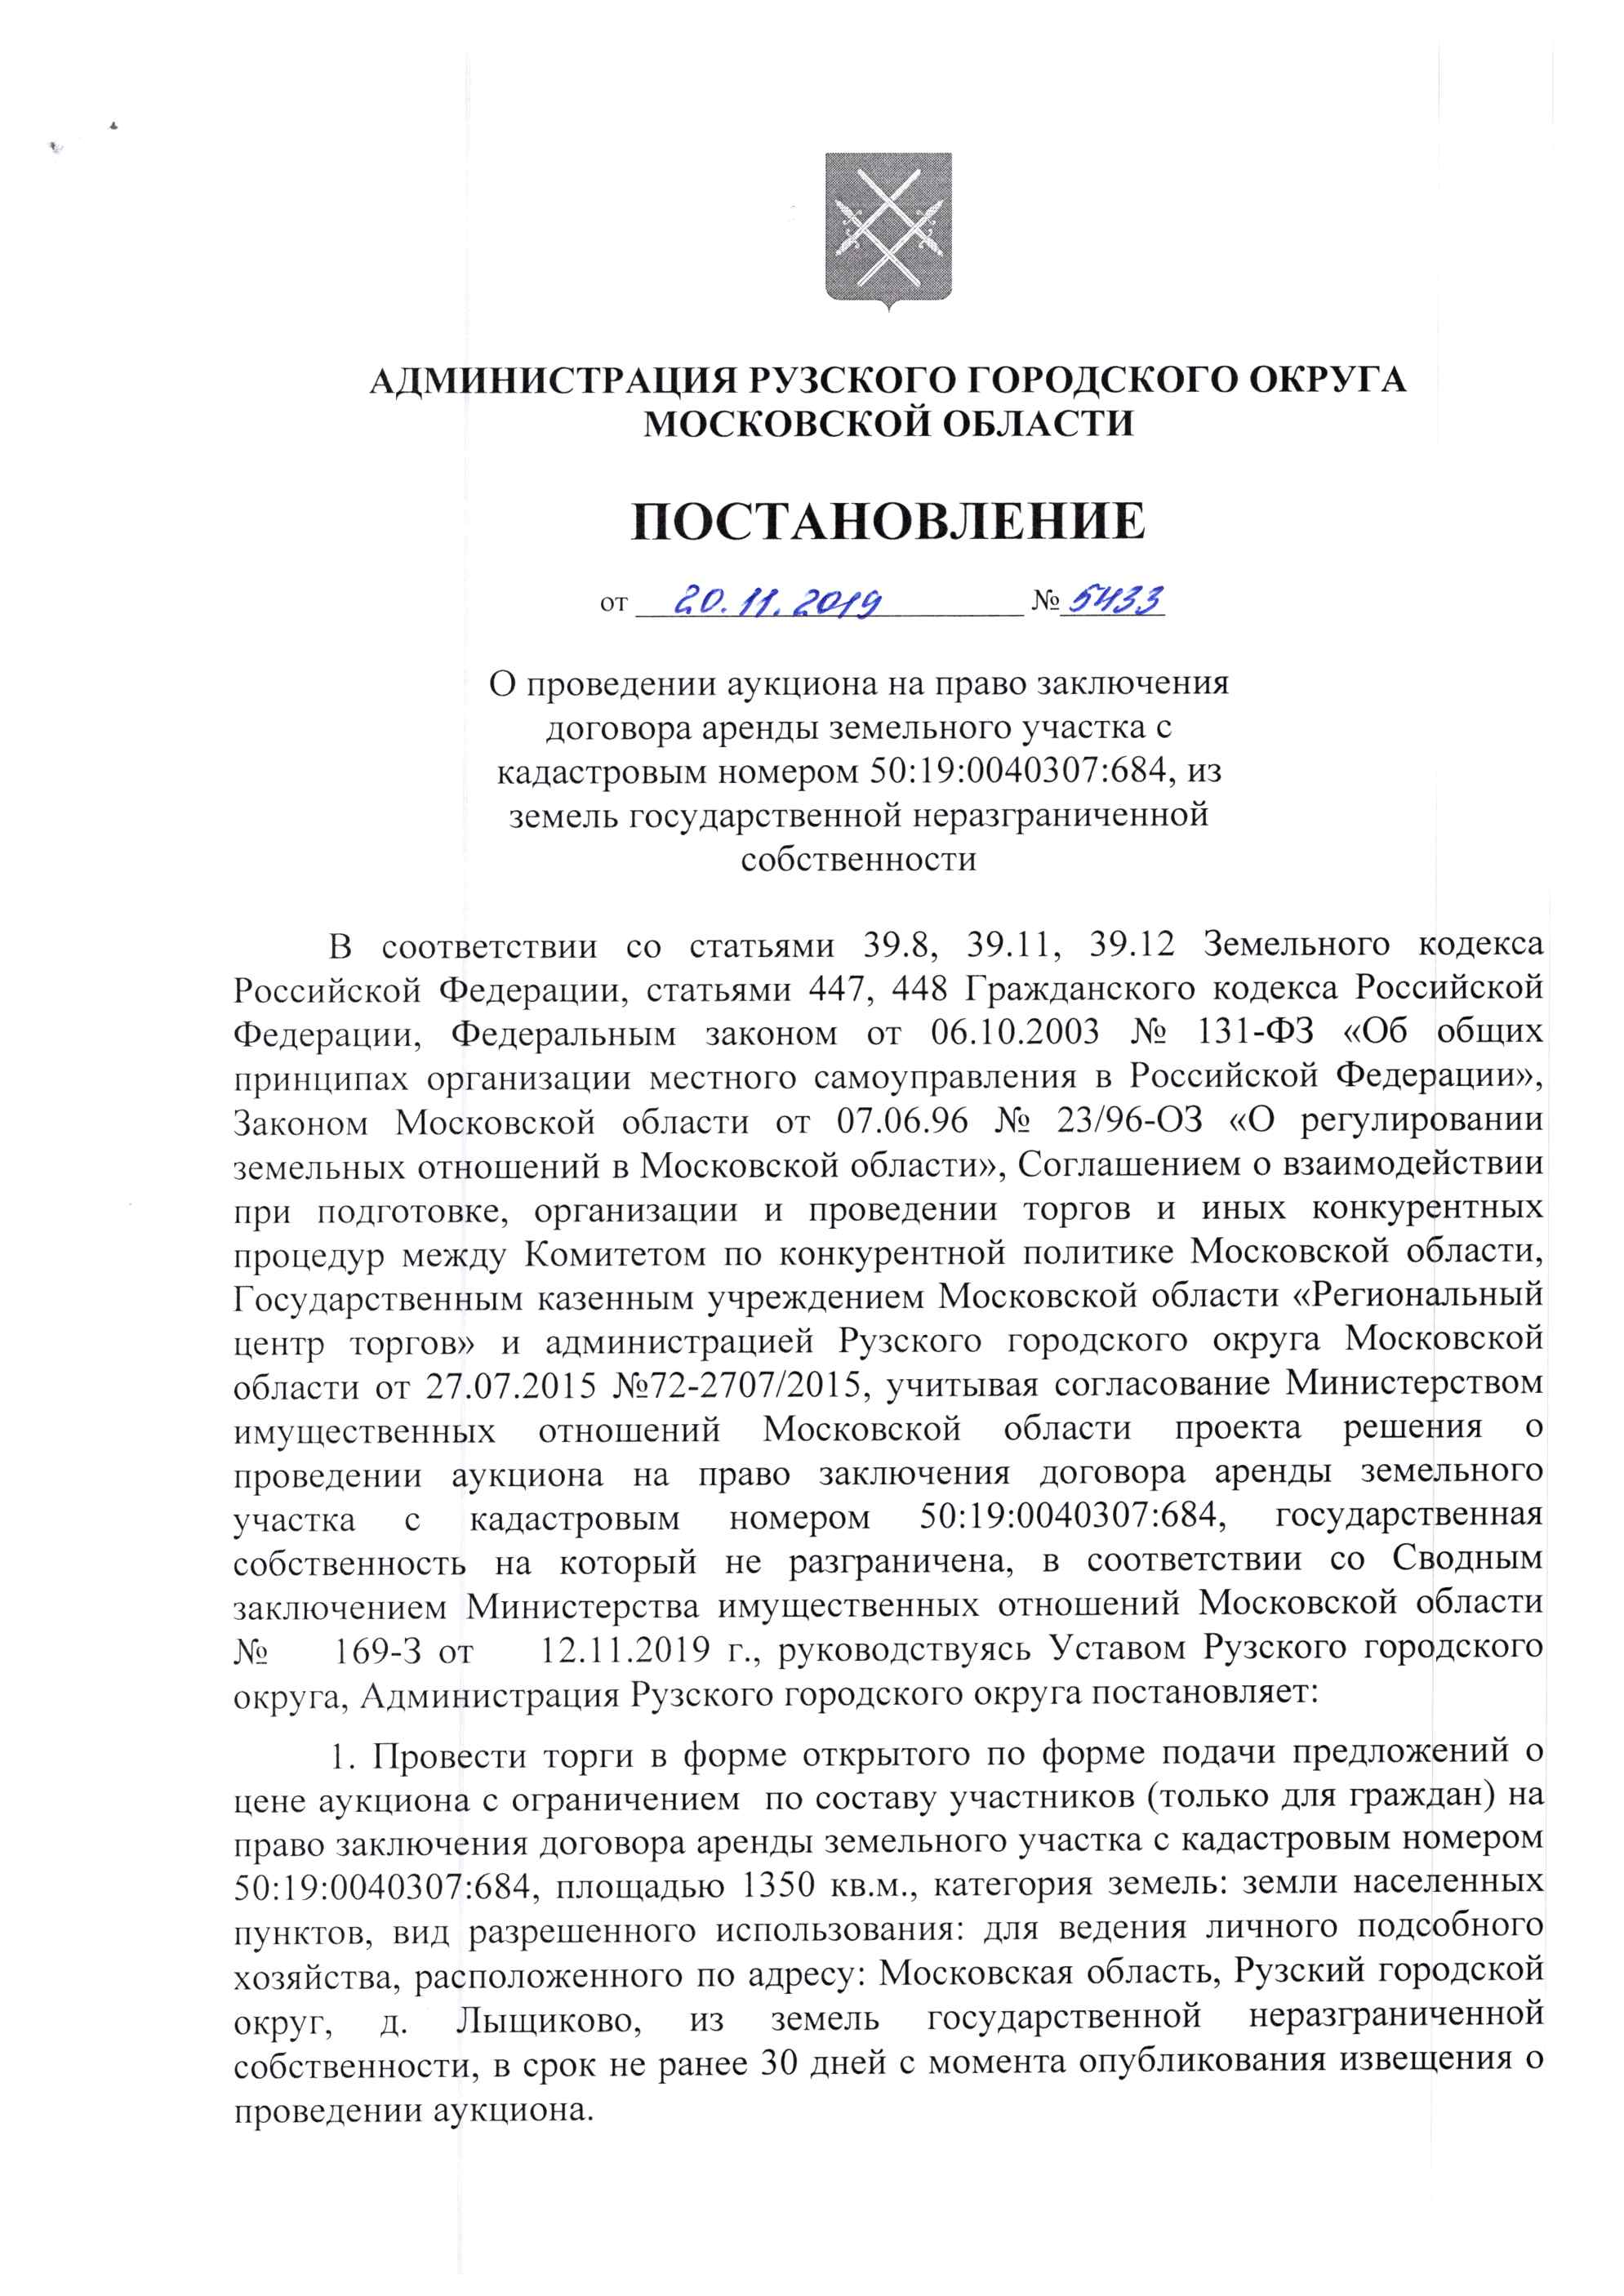 АДМИНИСТРАЦИЯ РУЗСКОГО ГОРОДСКОГО ОКРУГА
МОСКОВСКОЙ ОБЛАСТИ
ПОСТАНОВЛЕНИЕ
от 20.11.2019 № 5433
О проведении аукциона на право заключения
договора аренды земельного участка с
кадастровым номером 50:19:0040307:684, из
земель государственной неразграниченной
собственности
В соответствии со статьями 39.8, 39.11, 39.12 Земельного кодекса
Российской Федерации, статьями 447, 448 Гражданского кодекса Российской
Федерации, Федеральным законом от 06.10.2003 № 131-ФЗ «Об общих
принципах организации местного самоуправления в Российской Федерации»,
Законом Московской области от 07.06.96 № 23/96-ОЗ «О регулировании
земельных отношений в Московской области», Соглашением о взаимодействии
при подготовке, организации и проведении торгов и иных конкурентных
процедур между Комитетом по конкурентной политике Московской области,
Государственным казенным учреждением Московской области «Региональный
центр торгов» и администрацией Рузского городского округа Московской
области от 27.07.2015 №72-2707/2015, учитывая согласование Министерством
имущественных отношений Московской области проекта решения о
проведении аукциона на право заключения договора аренды земельного
участка с кадастровым номером 50:19:0040307:684, государственная
собственность на который не разграничена, в соответствии со Сводным
заключением Министерства имущественных отношений Московской области
№ 169-З от 12.11.2019 г., руководствуясь Уставом Рузского городского
округа, Администрация Рузского городского округа постановляет:
1. Провести торги в форме открытого по форме подачи предложений о
цене аукциона с ограничением по составу участников (только для граждан) на
право заключения договора аренды земельного участка с кадастровым номером
50:19:0040307:684, площадью 1350 кв.м., категория земель: земли населенных
пунктов, вид разрешенного использования: для ведения личного подсобного
хозяйства, расположенного по адресу: Московская область, Рузский городской
округ, д. Лыщиково, из земель государственной неразграниченной
собственности, в срок не ранее 30 дней с момента опубликования извещения о
проведении аукциона.